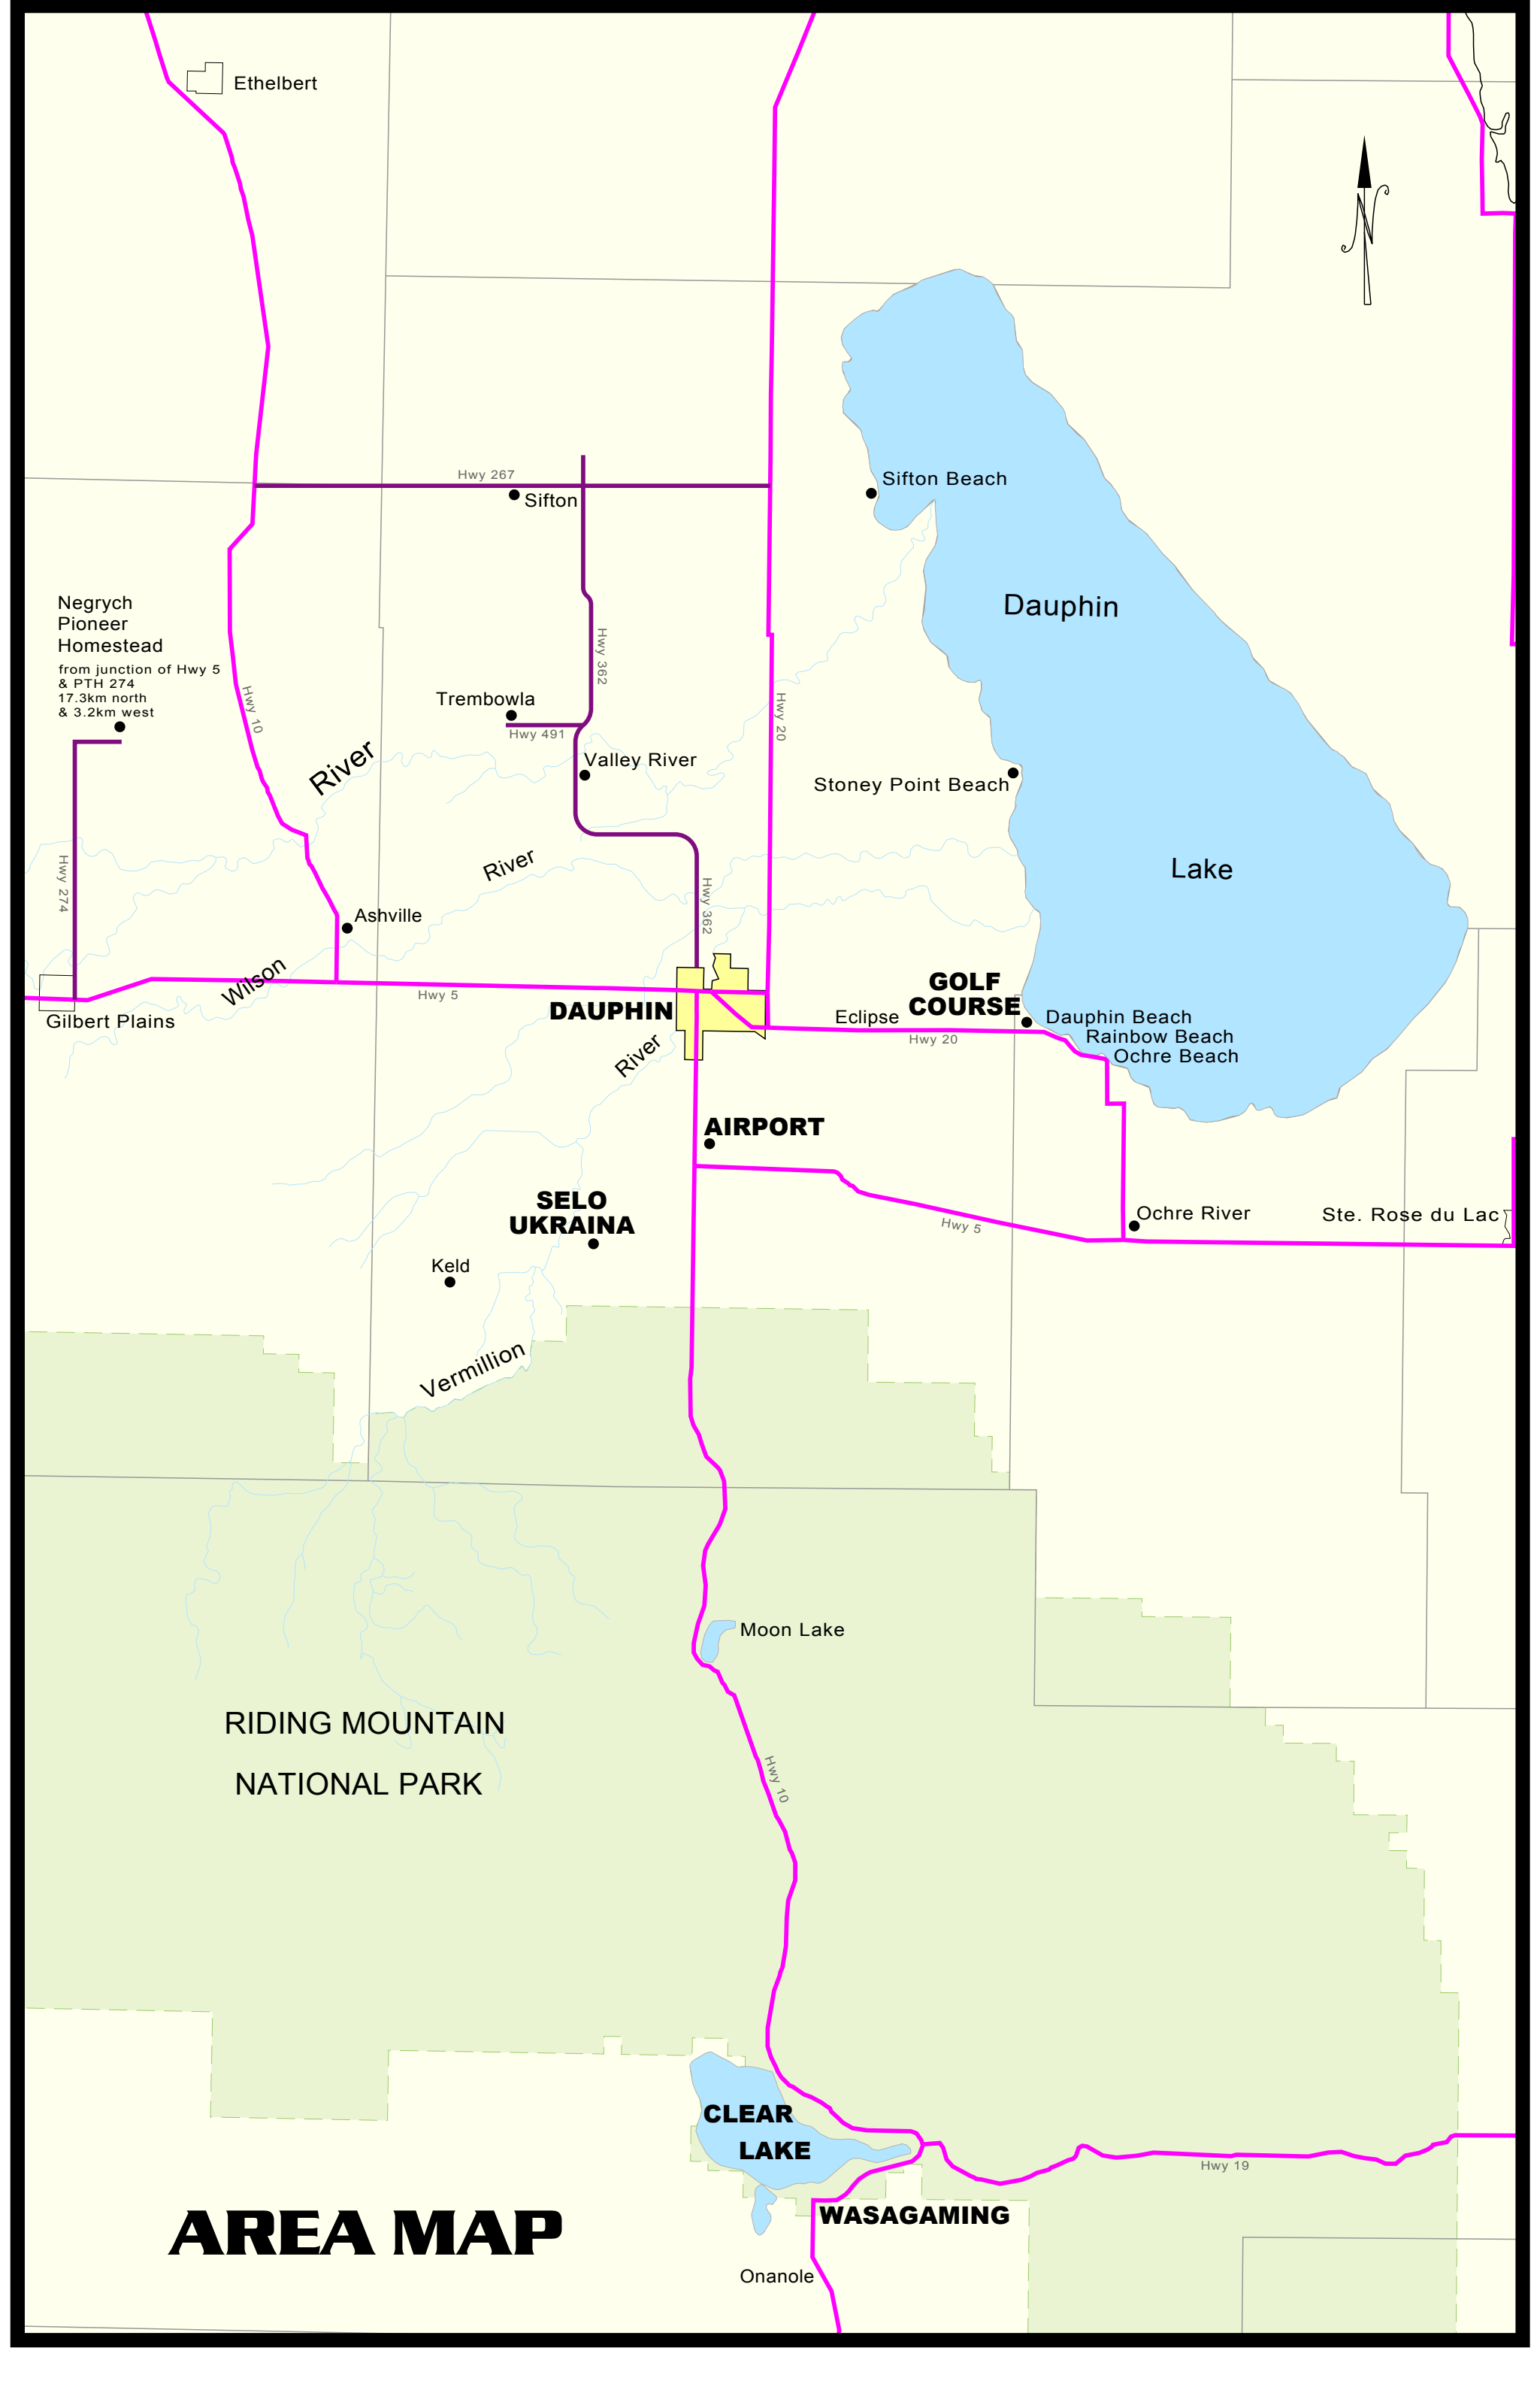 Ethelbert
N
Hwy 267
Sifton
Sifton Beach
Negrych
Pioneer
Homestead
from junction of Hwy 5
& PTH 274
17.3km north
& 3.2km west
Hwy 10
Hwy 362
Dauphin
Trembowla
Hwy 491
Hwy 20
River
Valley River
Stoney Point Beach
Hwy 274
River
Hwy 362
Lake
Ashville
Wilson
Hwy 5
Gilbert Plains
DAUPHIN
GOLF
COURSE
Eclipse
Hwy 20
Dauphin Beach
Rainbow Beach
Ochre Beach
River
AIRPORT
SELO
UKRAINA
Hwy 5
Ochre River
Ste. Rose du Lac
Keld
Vermillion
Moon Lake
RIDING MOUNTAIN
NATIONAL PARK
Hwy 10
CLEAR
LAKE
Hwy 19
WASAGAMING
AREA MAP
Onanole